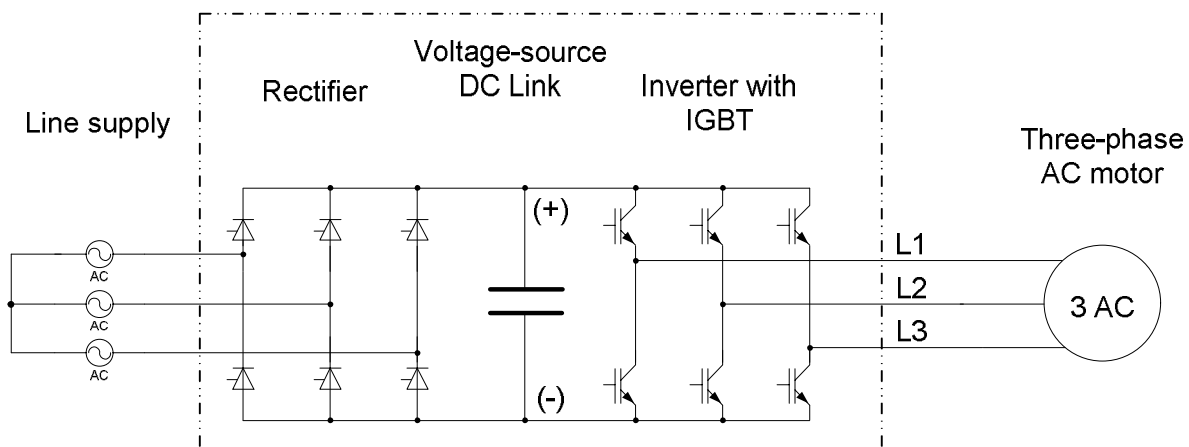 Line supply
Rectifier
Voltage-source
DC Link
Inverter with
IGBT
Three-phase
AC motor
(+)
(-)
AC
AC
AC
L1
L2
L3
3 AC